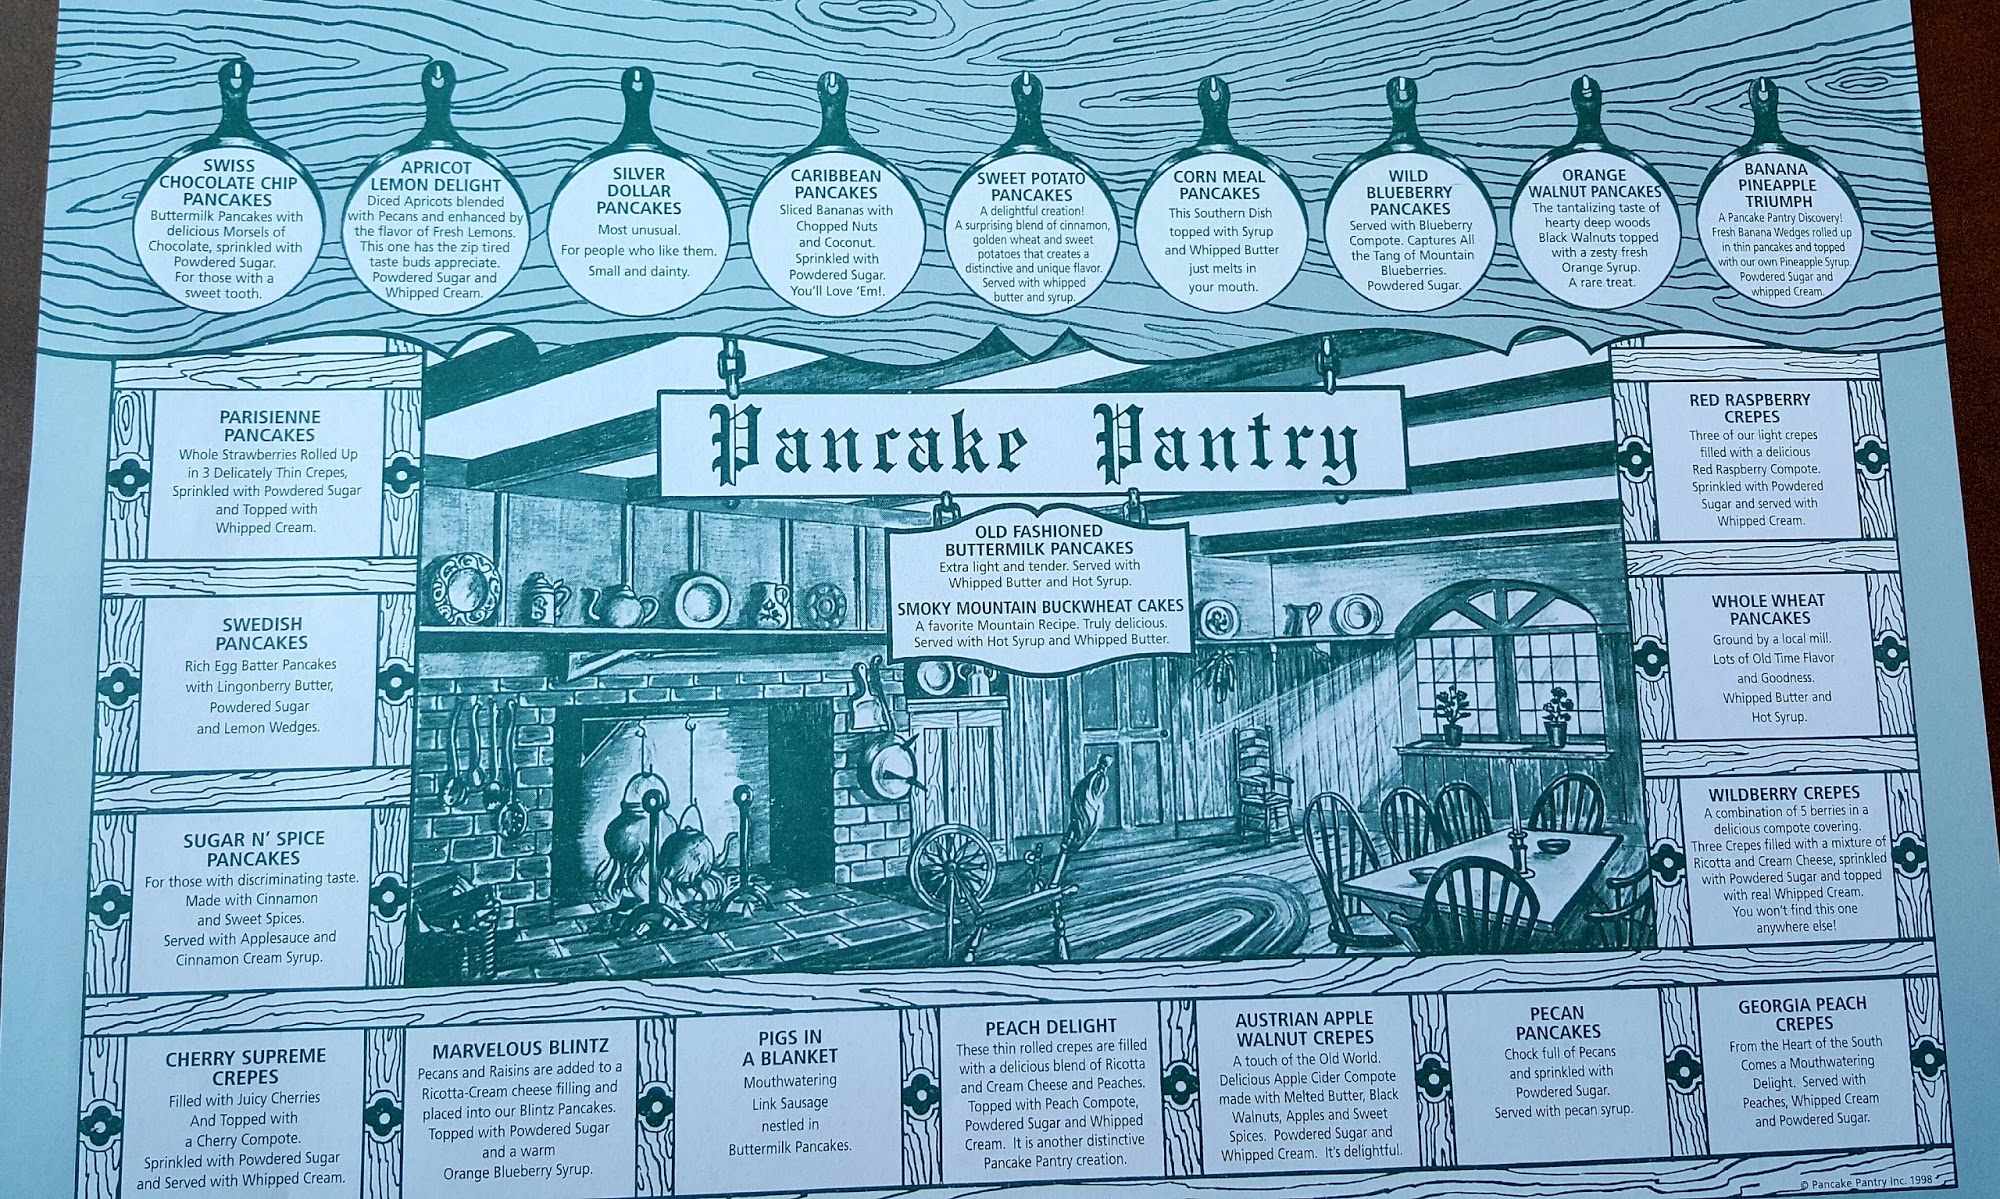 SWISS
CHOCOLATE CHIP
PANCAKES
Buttermilk Pancakes with
delicious Morsels of
Chocolate, sprinkled with
Powdered Sugar.
For those with a
sweet tooth.
APRICOT
LEMON DELIGHT
Diced Apricots blended
with Pecans and enhanced by
the flavor of Fresh Lemons.
This one has the zip tired
taste buds appreciate.
Powdered Sugar and
Whipped Cream.
SILVER
DOLLAR
PANCAKES
Most unusual.
For people who like them.
Small and dainty.
CARIBBEAN
PANCAKES
Sliced Bananas with
Chopped Nuts
and Coconut.
Sprinkled with
Powdered Sugar.
You'll Love 'Em!.
SWEET POTATO
PANCAKES
A delightful creation!
A surprising blend of cinnamon,
golden wheat and sweet
potatoes that creates a
distinctive and unique flavor.
Served with whipped
butter and syrup.
CORN MEAL
PANCAKES
This Southern Dish
topped with Syrup
and Whipped Butter
just melts in
your mouth.
WILD
BLUEBERRY
PANCAKES
Served with Blueberry
Compote. Captures All
the Tang of Mountain
Blueberries.
Powdered Sugar.
ORANGE
WALNUT PANCAKES
The tantalizing taste of
hearty deep woods
Black Walnuts topped
with a zesty fresh
Orange Syrup.
A rare treat.
BANANA
PINEAPPLE
TRIUMPH
A Pancake Pantry Discovery!
Fresh Banana Wedges rolled up
in thin pancakes and topped
with our own Pineapple Syrup.
Powdered Sugar and
whipped Cream.
Pancake Pantry
OLD FASHIONED
BUTTERMILK PANCAKES
Extra light and tender. Served with
Whipped Butter and Hot Syrup.
SMOKY MOUNTAIN BUCKWHEAT CAKES
A favorite Mountain Recipe. Truly delicious.
Served with Hot Syrup and Whipped Butter.
PARISIENNE
PANCAKES
Whole Strawberries Rolled Up
in 3 Delicately Thin Crepes,
Sprinkled with Powdered Sugar
and Topped with
Whipped Cream.
SWEDISH
PANCAKES
Rich Egg Batter Pancakes
with Lingonberry Butter,
Powdered Sugar
and Lemon Wedges.
SUGAR N' SPICE
PANCAKES
For those with discriminating taste.
Made with Cinnamon
and Sweet Spices.
Served with Applesauce and
Cinnamon Cream Syrup.
RED RASPBERRY
CREPES
Three of our light crepes
filled with a delicious
Red Raspberry Compote.
Sprinkled with Powdered
Sugar and served with
Whipped Cream.
WHOLE WHEAT
PANCAKES
Ground by a local mill.
Lots of Old Time Flavor
and Goodness.
Whipped Butter and
Hot Syrup.
WILDBERRY CREPES
A combination of 5 berries in a
delicious compote covering.
Three Crepes filled with a mixture of
Ricotta and Cream Cheese, sprinkled
with Powdered Sugar and topped
with real Whipped Cream.
You won't find this one
anywhere else!
CHERRY SUPREME
CREPES
Filled with Juicy Cherries
And Topped with
a Cherry Compote.
Sprinkled with Powdered Sugar
and Served with Whipped Cream.
MARVELOUS BLINTZ
Pecans and Raisins are added to a
Ricotta-Cream cheese filling and
placed into our Blintz Pancakes.
Topped with Powdered Sugar
and a warm
Orange Blueberry Syrup.
PIGS IN
A BLANKET
Mouthwatering
Link Sausage
nestled in
Buttermilk Pancakes.
PEACH DELIGHT
These thin rolled crepes are filled
with a delicious blend of Ricotta
and Cream Cheese and Peaches.
Topped with Peach Compote,
Powdered Sugar and Whipped
Cream. It is another distinctive
Pancake Pantry creation.
AUSTRIAN APPLE
WALNUT CREPES
A touch of the Old World.
Delicious Apple Cider Compote
made with Melted Butter, Black
Walnuts, Apples and Sweet
Spices. Powdered Sugar and
Whipped Cream. It's delightful.
PECAN
PANCAKES
Chock full of Pecans
and sprinkled with
Powdered Sugar.
Served with pecan syrup.
GEORGIA PEACH
CREPES
From the Heart of the South
Comes a Mouthwatering
Delight. Served with
Peaches, Whipped Cream
and Powdered Sugar.
© Pancake Pantry Inc. 1998